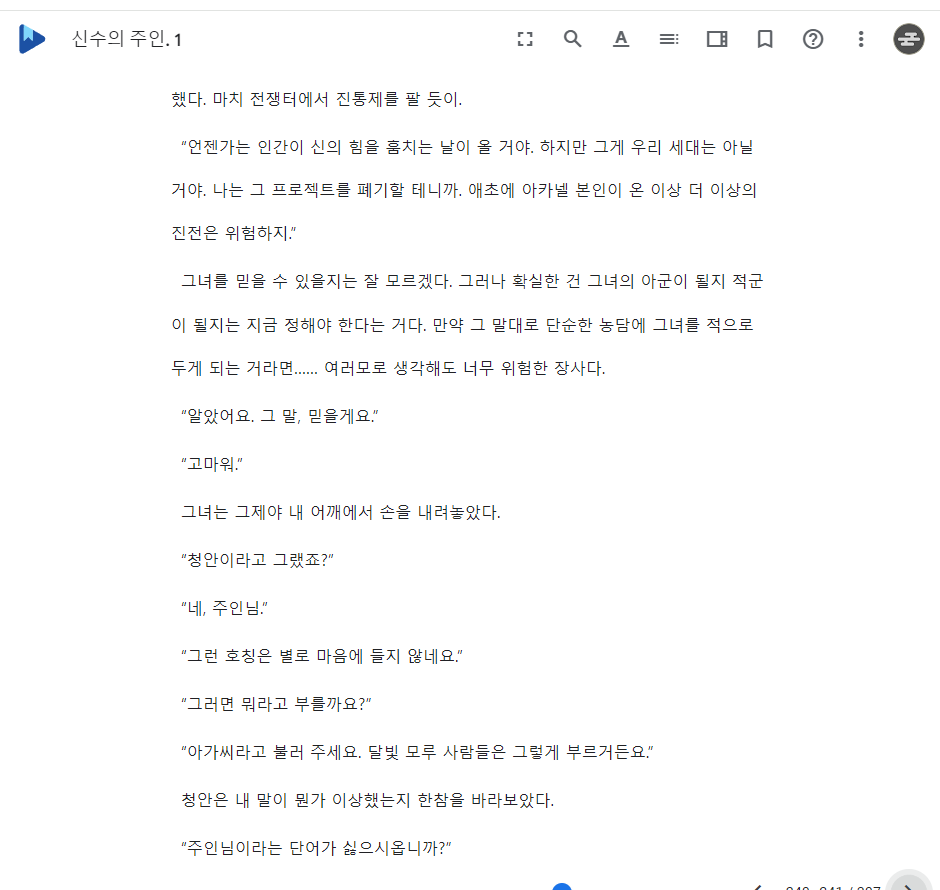 신수의 주인. 1
했다. 마치 전쟁터에서 진통제를 팔 듯이.
“언젠가는 인간이 신의 힘을 훔치는 날이 올 거야. 하지만 그게 우리 세대는 아닐
거야. 나는 그 프로젝트를 폐기할 테니까. 애초에 아카넬 본인이 온 이상 더 이상의
진전은 위험하지.”
그녀를 믿을 수 있을지는 잘 모르겠다. 그러나 확실한 건 그녀의 아군이 될지 적군
이 될지는 지금 정해야 한다는 거다. 만약 그 말대로 단순한 농담에 그녀를 적으로
두게 되는 거라면...... 여러모로 생각해도 너무 위험한 장사다.
“알았어요. 그 말, 믿을게요.”
“고마워.”
그녀는 그제야 내 어깨에서 손을 내려놓았다.
“청안이라고 그랬죠?”
“네, 주인님.”
“그런 호칭은 별로 마음에 들지 않네요.”
“그러면 뭐라고 부를까요?”
“아가씨라고 불러 주세요. 달빛 모루 사람들은 그렇게 부르거든요.”
청안은 내 말이 뭔가 이상했는지 한참을 바라보았다.
“주인님이라는 단어가 싫으시옵니까?”